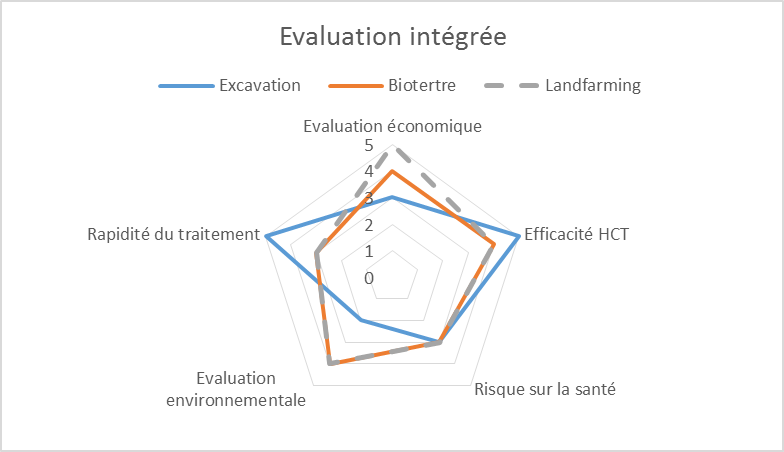 Evaluation intégrée
Excavation Biotertre Landfarming
Evaluation économique
5
4
3
2
1
0
Efficacité HCT
Risque sur la santé
Evaluation
environnementale
Rapidité du traitement